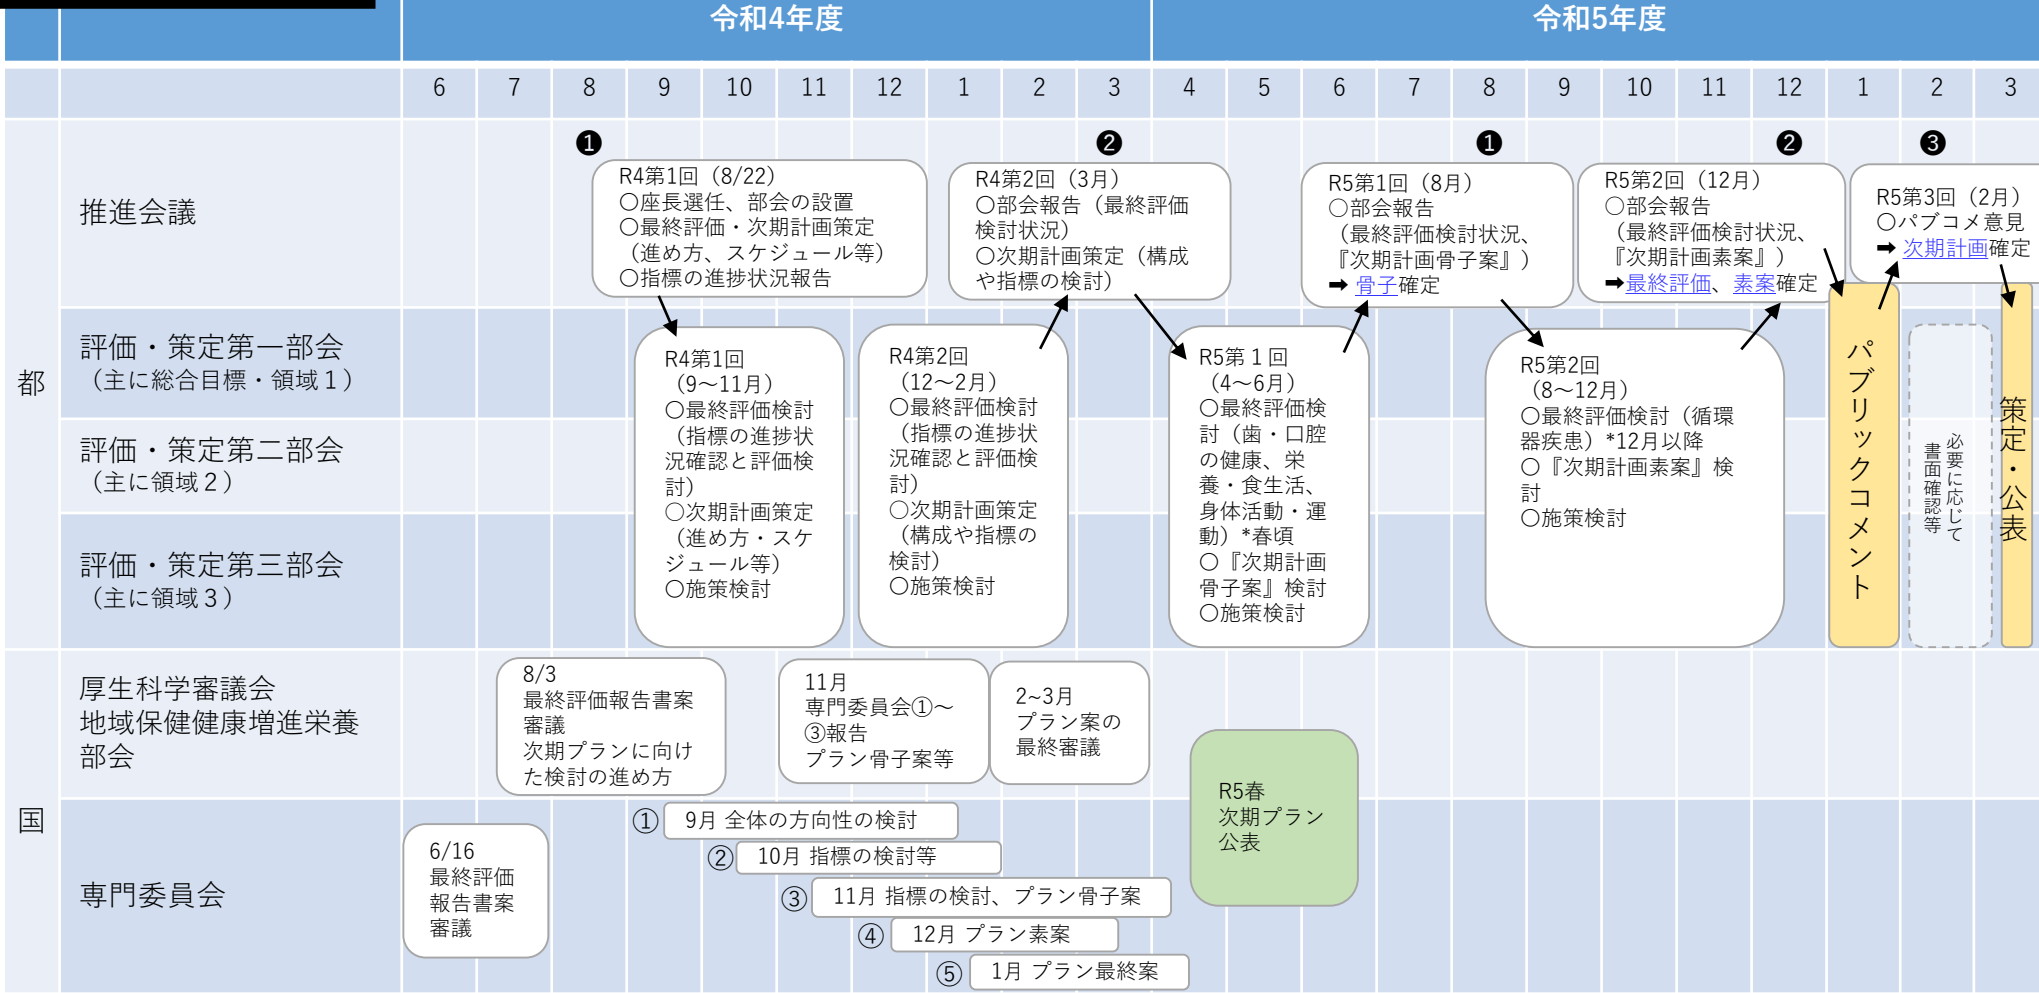 令和4年度
令和5年度
6 7 8 9 10 11 12 1 2 3 4 5 6 7 8 9 10 11 12 1 2 3
都
推進会議
❶
R4第1回（8/22）
〇座長選任、部会の設置
〇最終評価・次期計画策定
（進め方、スケジュール等）
〇指標の進捗状況報告
❷
R4第2回（3月）
〇部会報告（最終評価
検討状況）
〇次期計画策定（構成
や指標の検討）
❶
R5第1回（8月）
〇部会報告
（最終評価検討状況、
『次期計画骨子案』）
➡ 骨子確定
❷
R5第2回（12月）
〇部会報告
（最終評価検討状況、
『次期計画素案』）
➡最終評価、素案確定
❸
R5第3回（2月）
〇パブコメ意見
➡ 次期計画確定
評価・策定第一部会
（主に総合目標・領域１）
評価・策定第二部会
（主に領域２）
評価・策定第三部会
（主に領域３）
R4第1回
（9～11月）
〇最終評価検討
（指標の進捗状
況確認と評価検
討）
〇次期計画策定
（進め方・スケ
ジュール等）
〇施策検討
R4第2回
（12～2月）
〇最終評価検討
（指標の進捗状
況確認と評価検
討）
〇次期計画策定
（構成や指標の
検討）
〇施策検討
R5第１回
（4～6月）
〇最終評価検
討（歯・口腔
の健康、栄
養・食生活、
身体活動・運
動）*春頃
〇『次期計画
骨子案』検討
〇施策検討
R5第2回
（8～12月）
〇最終評価検討（循環
器疾患）*12月以降
〇『次期計画素案』検
討
〇施策検討
パブリックコメント
必要に応じて
書面確認等
策定・公表
国
厚生科学審議会
地域保健健康増進栄養
部会
8/3
最終評価報告書案
審議
次期プランに向け
た検討の進め方
11月
専門委員会①～
③報告
プラン骨子案等
2~3月
プラン案の
最終審議
R5春
次期プラン
公表
専門委員会
6/16
最終評価
報告書案
審議
① 9月 全体の方向性の検討
② 10月 指標の検討等
③ 11月 指標の検討、プラン骨子案
④ 12月 プラン素案
⑤ 1月 プラン最終案